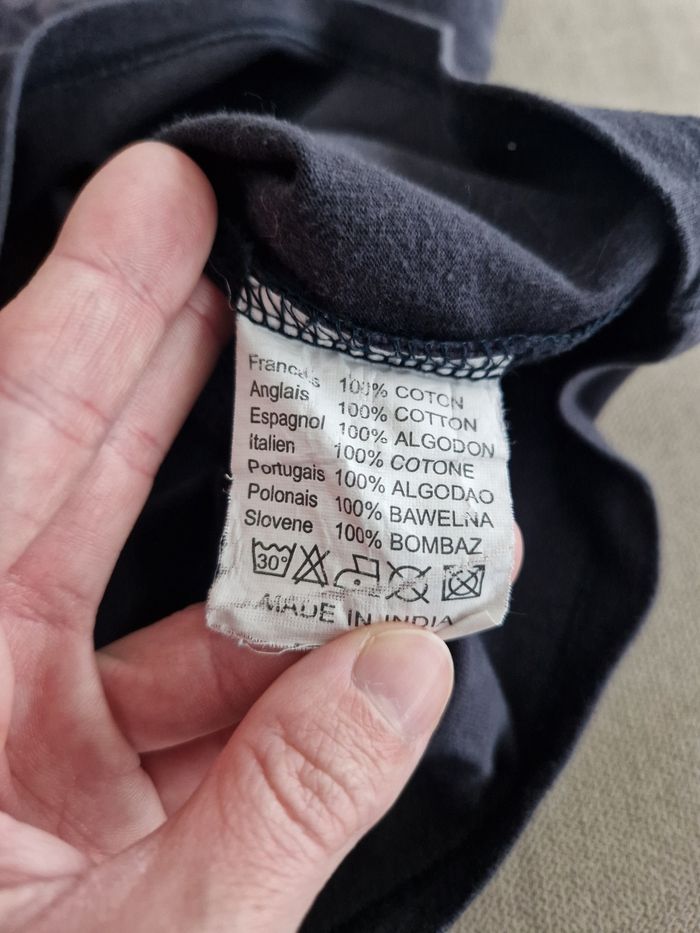 Francais 100% COTON
Anglais 100% COTTON
Espagnol 100% ALGODON
Italien 100% COTONE
Portugais 100% ALGODAO
Polonais 100% BAWELNA
Slovene 100% BOMBAZ
30°
MADE IN INDIA